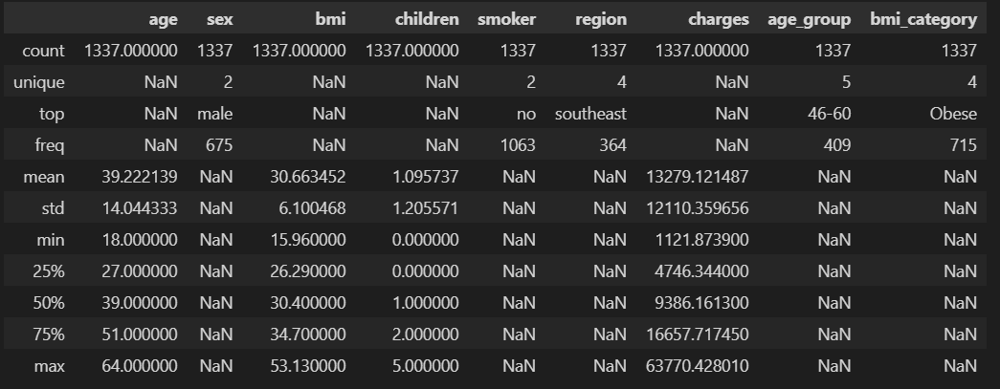 age sex bmi children smoker region charges age_group bmi_category
count 1337.000000 1337 1337.000000 1337.000000 1337 1337 1337.000000 1337 1337
unique NaN 2 NaN NaN 2 4 NaN 5 4
top NaN male NaN NaN no southeast NaN 46-60 Obese
freq NaN 675 NaN NaN 1063 364 NaN 409 715
mean 39.222139 NaN 30.663452 1.095737 NaN NaN 13279.121487 NaN NaN
std 14.044333 NaN 6.100468 1.205571 NaN NaN 12110.359656 NaN NaN
min 18.000000 NaN 15.960000 0.000000 NaN NaN 1121.873900 NaN NaN
25% 27.000000 NaN 26.290000 0.000000 NaN NaN 4746.344000 NaN NaN
50% 39.000000 NaN 30.400000 1.000000 NaN NaN 9386.161300 NaN NaN
75% 51.000000 NaN 34.700000 2.000000 NaN NaN 16657.717450 NaN NaN
max 64.000000 NaN 53.130000 5.000000 NaN NaN 63770.428010 NaN NaN